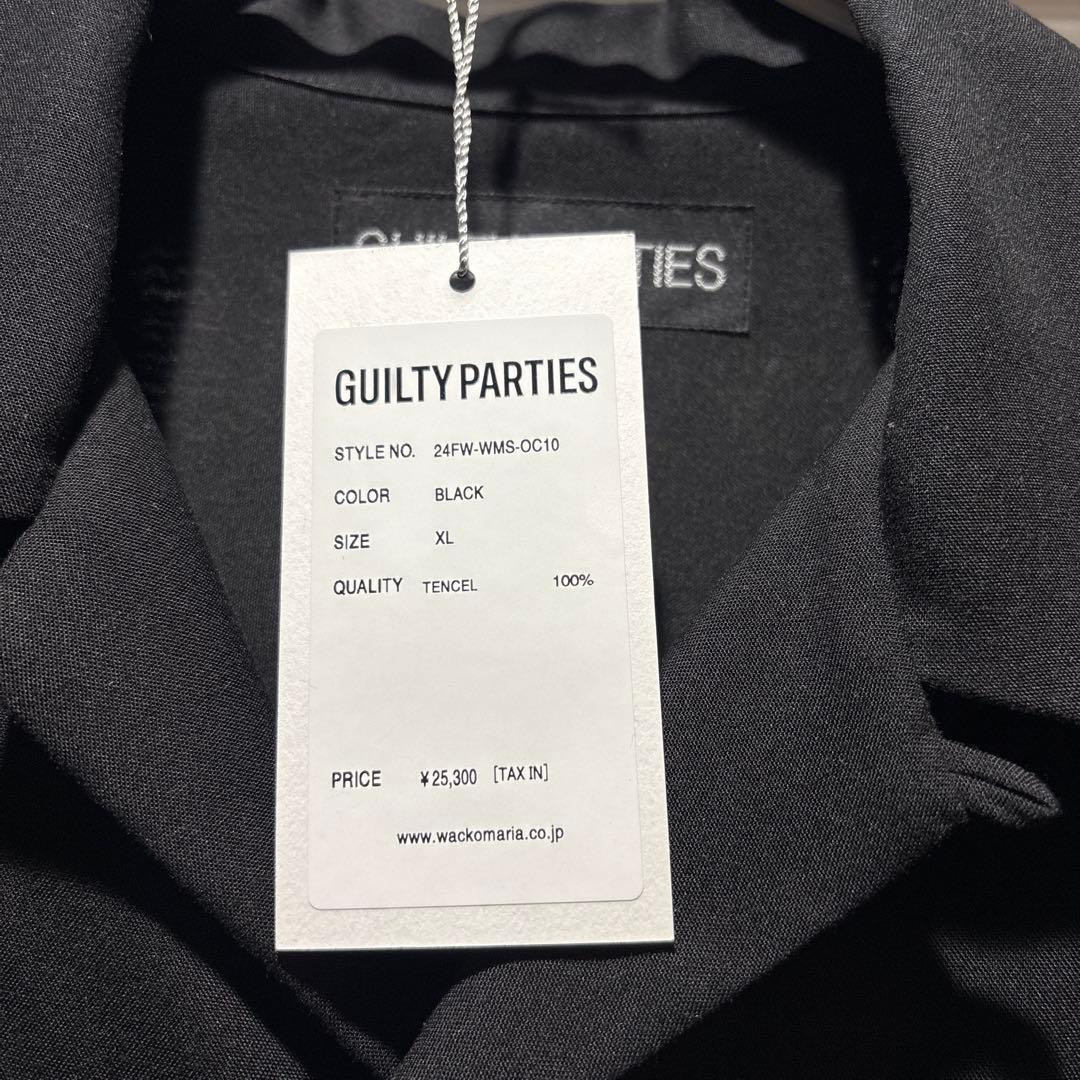 TIES
GUILTY PARTIES
STYLE NO. 24FW-WMS-OC10
COLOR BLACK
SIZE XL
QUALITY TENCEL 100%
PRICE ¥25,300 [TAX IN]
www.wackomaria.co.jp